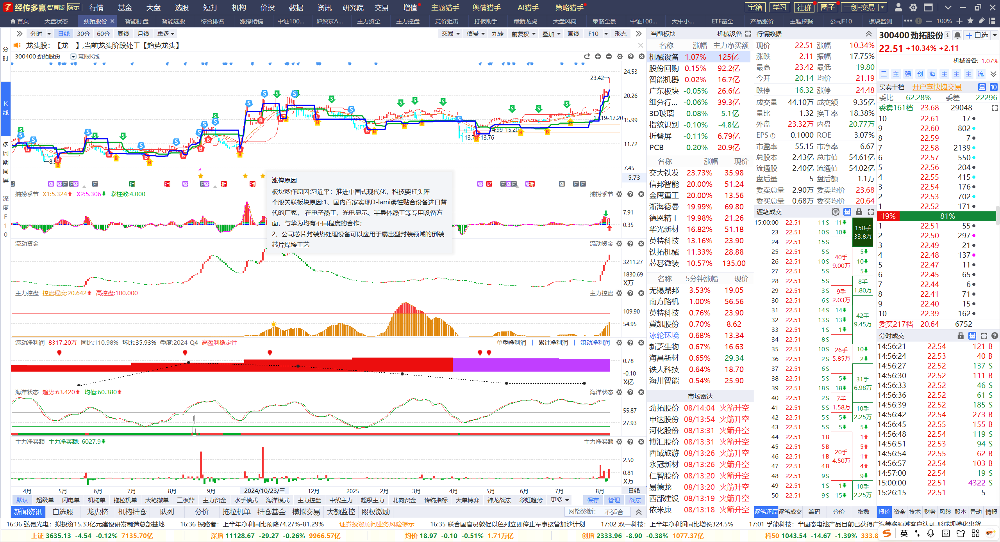 经传多赢 智尊版 演示 行情 基金 大盘 选股 短打 机构 价投 数据 资讯 研究院 交易 增值 主题猎手 舆情猎手 AI猎手 策略猎手 宝箱 学习 社群 圈子 一创-交易
首页 大盘状态 劲拓股份 智能盯盘 智能选股 综合排名 涨停棱镜 中证100... 沪深京A... 主力资金 主力控盘 竞价狙击 打板助手 最新龙虎 大盘风向 策略全景 中证100... 大中小... ETF基金 产品涨价 主题挖掘 公司F10 板块监测 100%
分时 日线 30分 60分 周线 月线 更多 交易 信号 九转 前复权 叠加 画线 F10 形态
龙头股：【龙一】,当前龙头阶段处于【趋势龙头】
300400 劲拓股份 慧眼K线
分时
K线
多周期同屏
深度F10
24.53
23.42→
20.26
17.19-17.20
15.99
14.99-15.20
13.76
11.72
7.45
5.73
涨停原因
板块炒作原因:习近平：推进中国式现代化，科技要打头阵
个股关联板块原因:1、国内首家实现D-lami柔性贴合设备进口替
代的厂家， 在电子热工、光电显示、半导体热工等专用设备方
面，与华为均有不同程度的合作；
2、公司芯片封装热处理设备可以应用于扇出型封装领域的倒装
芯片焊接工艺
捕捞季节 X1:5.324 X2:5.306 彩柱数:4.000 捕捞季节
7.91
0.35
流动资金 流动资金
3211.27
1830.69
X万
主力控盘 控盘程度:20.642 高控盘:100.000 主力控盘
109.90
54.95
滚动净利润 8317.20万 同比:110.98% 环比:35.93% 季度:2024-Q4 高盈利稳定性 单季净利润 累计净利润 滚动净利润
0.78
-0.10
X亿
海洋状态 趋势:63.420 均值:60.380 海洋状态
55.87
27.93
主力净买额 主力净买额:-6027.9 主力净买额
2.50
0.81
X万
4月 5月 6月 7月 8月 9月 2024/10/23/三 12月 2025 2月 3月 4月 5月 6月 7月 8月 日线
默认 超级单 闪电单 机构单 拖拉机单 大笔撤单 三板斧 主力资金 水手模式 海洋模式 主力控盘 中线主力 超级主力 北向资金 传统指标 大单博弈 神龙战法 彩虹趋势 更多 保存 管理 战法
新闻资讯 自选股 龙虎榜 机构持仓 队列 分价 拖拉机单 持仓基金 模拟交易 大额监控 股权激励 网格诊断: 不适合
当前板块 机械设备
名称 涨幅 主力净买额
机械设备 1.07% 125亿
股份回购 0.15% 92.2亿
智能机器 0.02% 16.7亿
广东板块 -0.05% 26.6亿
细分行... -0.06% 39.3亿
3D玻璃 -0.08% -5.1亿
指纹识别 -0.10% -4.8亿
折叠屏 -0.11% 6.79亿
PCB -0.20% 20.9亿
名称 涨幅 现价
交大铁发 23.73% 35.98
信邦智能 20.00% 51.24
金鹰重工 20.00% 13.56
浙海德曼 19.99% 69.80
德恩精工 19.98% 21.26
华光新材 16.82% 51.18
英特科技 13.16% 23.90
铁拓机械 11.33% 28.88
芯碁微装 10.57% 135.00
名称 5分钟涨幅 现价
无锡鼎邦 3.53% 19.05
南方路机 1.00% 56.56
英特科技 0.76% 23.90
冀凯股份 0.70% 8.62
冰轮环境 0.68% 13.34
新芝生物 0.67% 16.63
海昌新材 0.65% 29.34
铁大科技 0.64% 18.70
海川智能 0.54% 25.90
市场雷达
劲拓股份 08/14:04 火箭升空
申达股份 08/13:54 火箭升空
河化股份 08/13:31 火箭升空
博汇股份 08/13:31 火箭升空
西域旅游 08/13:26 火箭升空
永冠新材 08/13:26 火箭升空
仁智股份 08/13:20 火箭升空
易德龙 08/13:20 火箭升空
西部建设 08/13:19 火箭升空
依米康 08/13:18 火箭升空
行情数据
现价 22.51 涨幅 10.34%
涨跌 2.11 振幅 17.75%
最高 23.42 最低 19.80
今开 20.14 均价 21.19
跌停 16.32 涨停 24.48
成交量 44.10万 成交额 9.35亿
量比 1.32 换手率 18.38%
外盘 23.32万 内盘 20.77万
EPS① 0.1000 ROE 3.07%
市盈率 55.15 市净率 6.67
总股本 2.43亿 总市值 54.61亿
流通股 2.40亿 流通值 54.02亿
盘后量 5 盘后额 1.1万
委卖总量 2.90万 委卖均价 23.68
委买总量 0.68万 委买均价 20.64
逐笔成交
15:00:00 22.51 11 S 11
23 22.51 10 S 10
24 22.51 15 S
25 22.51 5 S 5
26 22.51 10 S 10
27 22.51 5 S 5
28 22.51 5 S
29 22.51 3 S
30 22.51 6 S
31 22.51 14 S 14
32 22.51 13 S 13
33 22.51 1 S 1
34 22.51 8 S
35 22.51 10 S 10
36 22.51 2 S 2
37 22.51 6 S
38 22.51 5 S 5
39 22.51 18 S 18
40 22.51 2 S
41 22.51 5 S
42 22.51 5 S 5
43 22.51 5 S 5 5
44 22.51 1 B 1
45 22.51 5 B 5
46 22.51 1 B 1
47 22.51 4 B 4
48 22.51 9 S 9
49 22.51 1 S 1
50 22.51 9 S 15
150手
33.8万
40手
9.00万
8手
1.80万
9手
2.03万
42手
9.45万
26手
5.85万
31手
6.98万
7手
1.58万
10手
2.25万
20手
4.50万
10手
2.25万
逐笔还原 逐笔成交 筹码 分价 指数
300400 劲拓股份 自选
22.51 +10.34% +2.11
机械设备: 1.07%
三 主 强 创 海 主 主 主 流
买卖十档 开户享快捷交易 量 10
委比 -62.28% 委差 -22296
委卖161档 23.68 29048
10 22.61 17
9 22.60 802
8 22.59 7
7 22.58 2139
6 22.57 550
5 22.56 204
4 22.55 415
3 22.54 176
2 22.53 702
1 22.52 171
19% 81%
1 22.51 55
2 22.50 297
3 22.49 21
4 22.48 137
5 22.47 11
6 22.45 65
7 22.44 6
8 22.41 71
9 22.40 15
10 22.39 162
委买217档 20.64 6752
分时成交 量
14:56:21 22.54 121 B
14:56:24 22.53 40 B
14:56:27 22.52 137 S
14:56:30 22.52 111 B
14:56:33 22.52 46 S
14:56:36 22.52 61 S
14:56:39 22.52 185 S
14:56:42 22.54 273 B
14:56:45 22.55 155 B
14:56:48 22.54 119 S
14:56:51 22.53 94 S
14:56:54 22.55 62 B
14:56:57 22.54 103 B
14:57:00 22.54 19 S
15:00:00 22.51 4322 S
15:26:15 22.51 5
报价 资金 技术 财务 风险 股本 异动 情报
16:36 弘景光电：拟投资15.33亿元建设研发制造总部基地 16:36 探路者：上半年净利同比预降74.27%-81.29% 证券投资顾问业务风险提示 16:35 联合国官员敦促以色列立即停止军事接管加沙计划 17:02 双一科技：上半年净利润同比增长324.5% 17:01 孚能科技：半固态电池产品目前已获得广汽等多领域客户认可 形成规模化出货
上证 3635.13 -4.54 -0.12% 7135.70亿 深指 11128.67 -29.27 -0.26% 9966.57亿 均价 18.97 -0.10 -0.51% 1.71万亿 创指 2333.96 -8.90 -0.38% 1077.37亿 科50 1043.54 -14.67 -1.39% 333.8 英